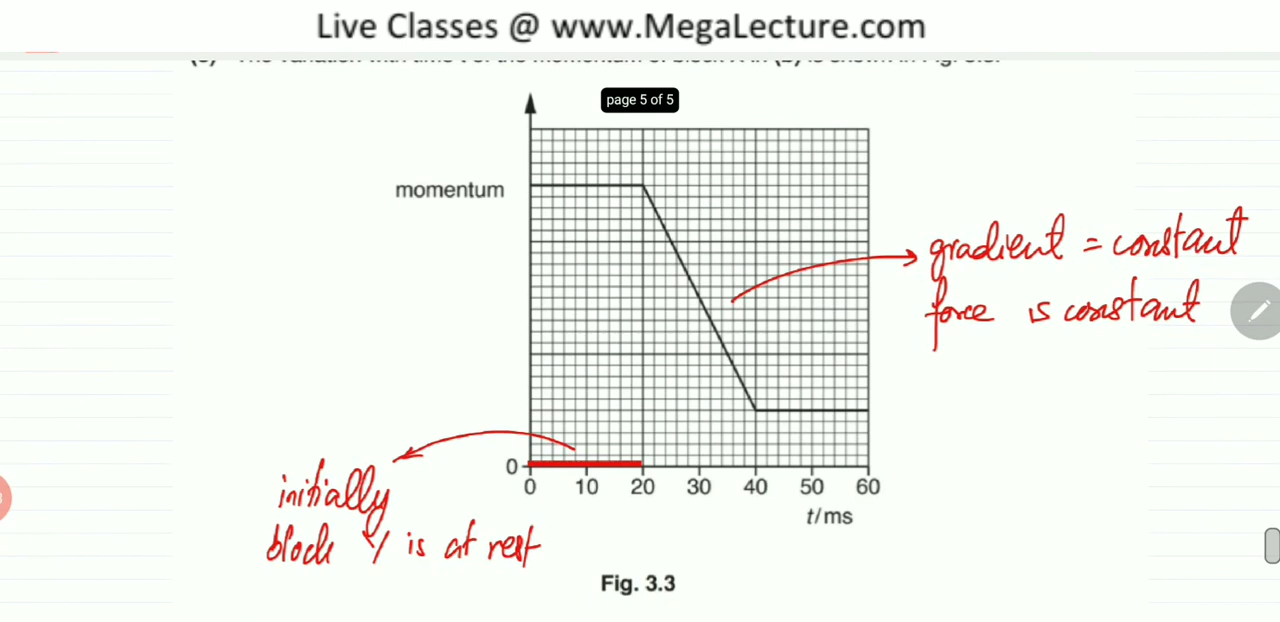 Live Classes @ www.MegaLecture.com
page 5 of 5
momentum
gradient = constant
force is constant
initially
block Y is at rest
0
0 10 20 30 40 50 60
t/ms
Fig. 3.3